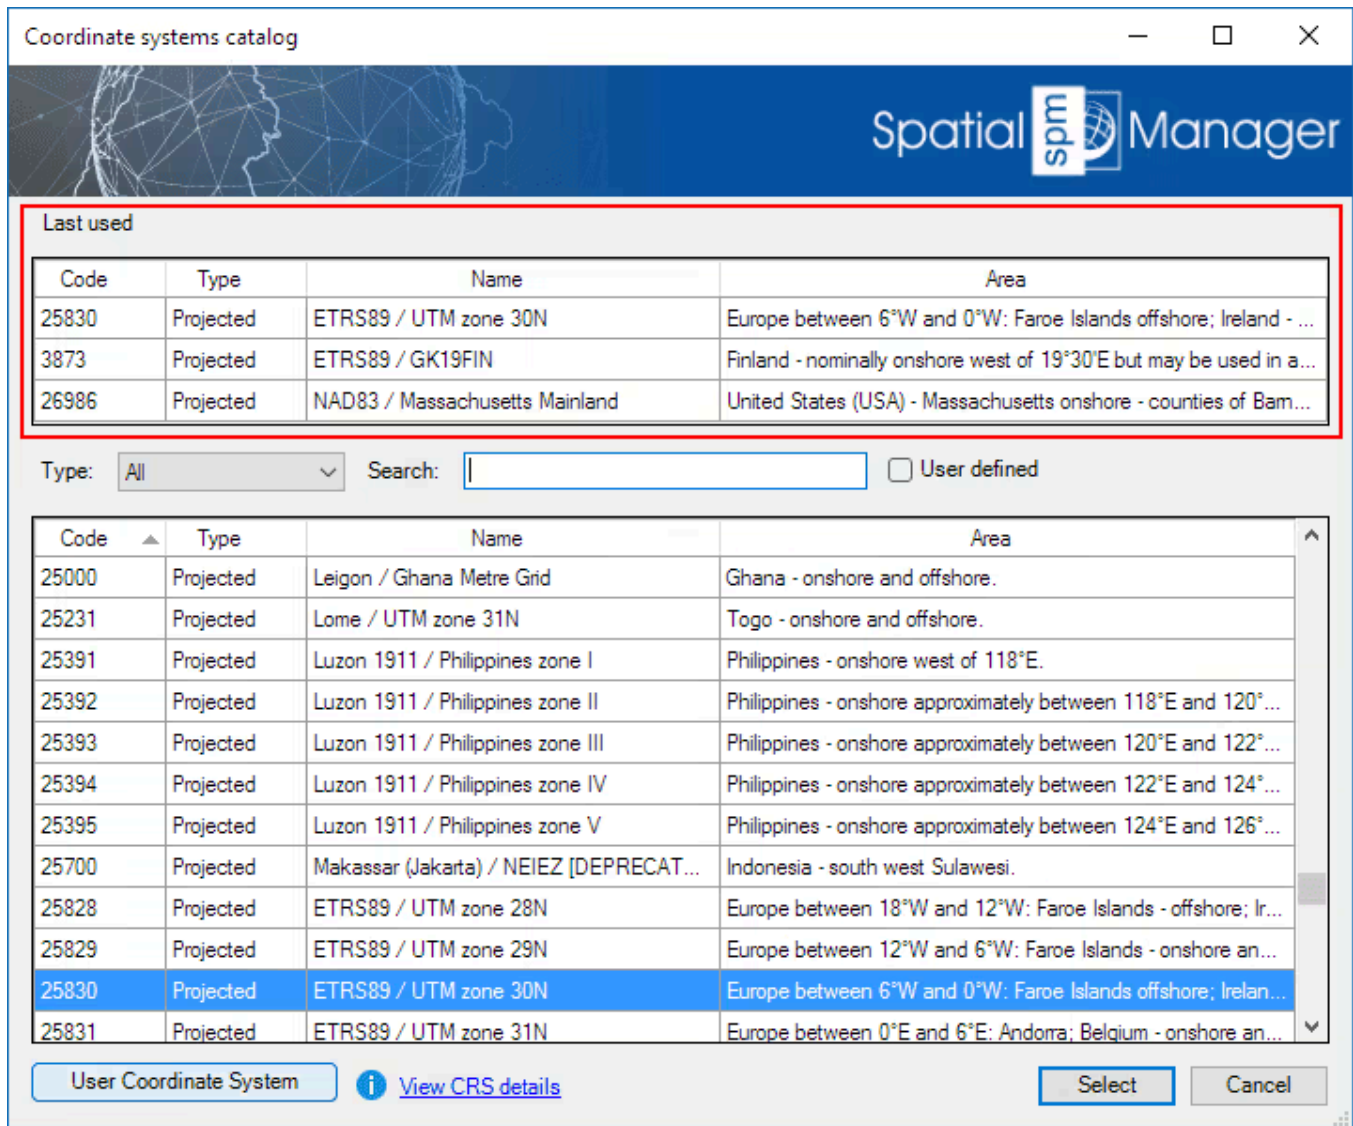 Coordinate systems catalog
Spatial spm Manager
Last used
Code Type Name Area
25830 Projected ETRS89 / UTM zone 30N Europe between 6°W and 0°W: Faroe Islands offshore; Ireland - ...
3873 Projected ETRS89 / GK19FIN Finland - nominally onshore west of 19°30'E but may be used in a...
26986 Projected NAD83 / Massachusetts Mainland United States (USA) - Massachusetts onshore - counties of Barn...
Type: All Search: User defined
Code Type Name Area
25000 Projected Leigon / Ghana Metre Grid Ghana - onshore and offshore.
25231 Projected Lome / UTM zone 31N Togo - onshore and offshore.
25391 Projected Luzon 1911 / Philippines zone I Philippines - onshore west of 118°E.
25392 Projected Luzon 1911 / Philippines zone II Philippines - onshore approximately between 118°E and 120°...
25393 Projected Luzon 1911 / Philippines zone III Philippines - onshore approximately between 120°E and 122°...
25394 Projected Luzon 1911 / Philippines zone IV Philippines - onshore approximately between 122°E and 124°...
25395 Projected Luzon 1911 / Philippines zone V Philippines - onshore approximately between 124°E and 126°...
25700 Projected Makassar (Jakarta) / NEIEZ [DEPRECAT... Indonesia - south west Sulawesi.
25828 Projected ETRS89 / UTM zone 28N Europe between 18°W and 12°W: Faroe Islands - offshore; Ir...
25829 Projected ETRS89 / UTM zone 29N Europe between 12°W and 6°W: Faroe Islands - onshore an...
25830 Projected ETRS89 / UTM zone 30N Europe between 6°W and 0°W: Faroe Islands offshore; Irelan...
25831 Projected ETRS89 / UTM zone 31N Europe between 0°E and 6°E: Andorra; Belgium - onshore an...
User Coordinate System i View CRS details Select Cancel